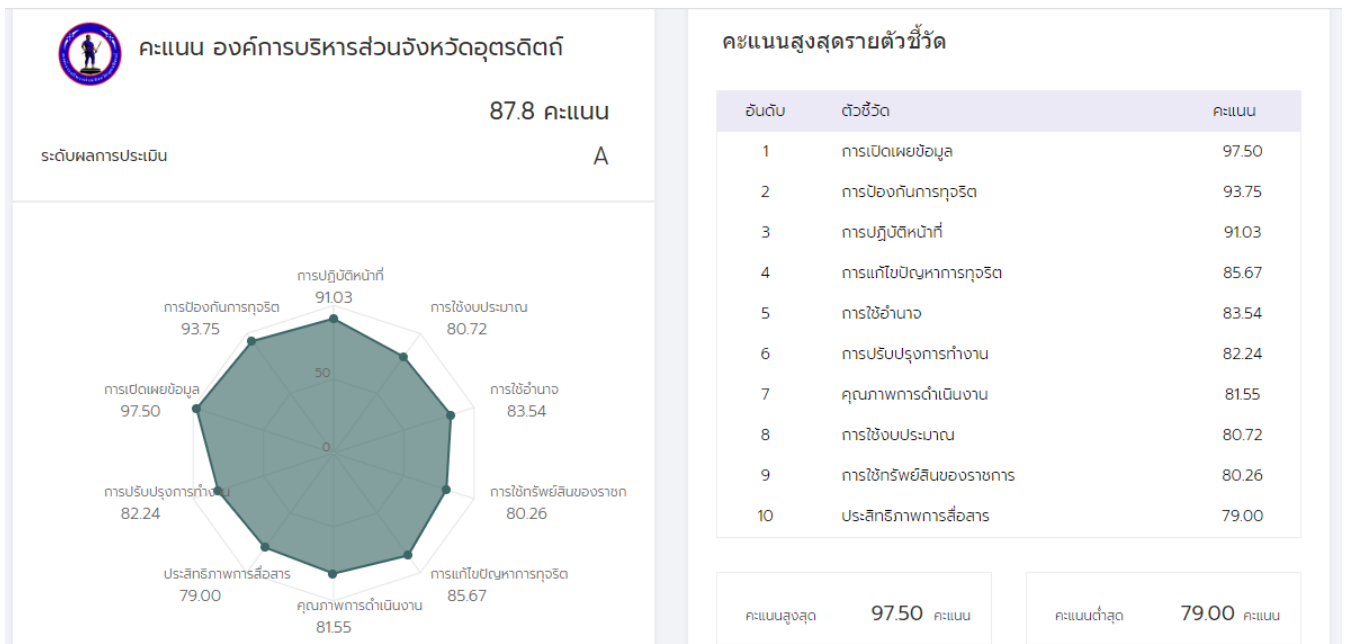 คะแนน องค์การบริหารส่วนจังหวัดอุตรดิตถ์
87.8 คะแนน
ระดับผลการประเมิน A
การปฏิบัติหน้าที่
91.03
การป้องกันการทุจริต
93.75
การใช้งบประมาณ
80.72
50
การเปิดเผยข้อมูล
97.50
การใช้อำนาจ
83.54
0
การปรับปรุงการทำงาน
82.24
การใช้ทรัพย์สินของราชก
80.26
ประสิทธิภาพการสื่อสาร
79.00
การแก้ไขปัญหาการทุจริต
85.67
คุณภาพการดำเนินงาน
81.55
คะแนนสูงสุดรายตัวชี้วัด
อันดับ ตัวชี้วัด คะแนน
1 การเปิดเผยข้อมูล 97.50
2 การป้องกันการทุจริต 93.75
3 การปฏิบัติหน้าที่ 91.03
4 การแก้ไขปัญหาการทุจริต 85.67
5 การใช้อำนาจ 83.54
6 การปรับปรุงการทำงาน 82.24
7 คุณภาพการดำเนินงาน 81.55
8 การใช้งบประมาณ 80.72
9 การใช้ทรัพย์สินของราชการ 80.26
10 ประสิทธิภาพการสื่อสาร 79.00
คะแนนสูงสุด 97.50 คะแนน
คะแนนต่ำสุด 79.00 คะแนน